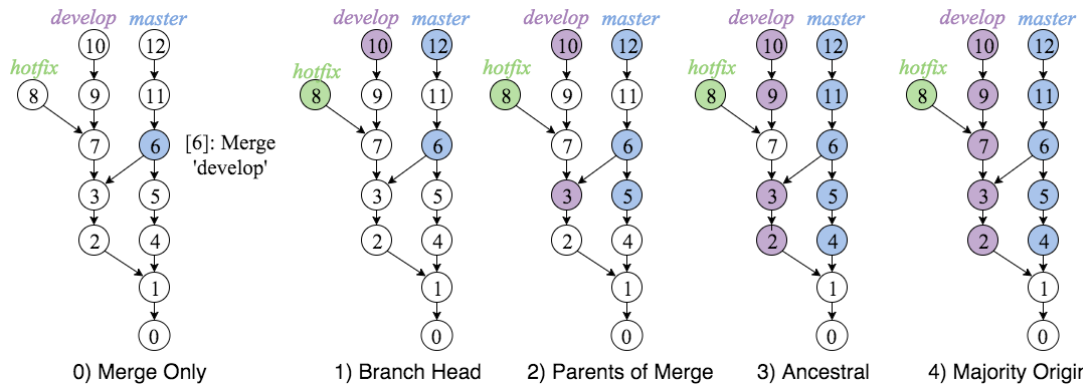 develop master
10 12
hotfix
8 9 11
7 6 [6]: Merge
'develop'
3 5
2 4
1
0
0) Merge Only
develop master
10 12
hotfix
8 9 11
7 6
3 5
2 4
1
0
1) Branch Head
develop master
10 12
hotfix
8 9 11
7 6
3 5
2 4
1
0
2) Parents of Merge
develop master
10 12
hotfix
8 9 11
7 6
3 5
2 4
1
0
3) Ancestral
develop master
10 12
hotfix
8 9 11
7 6
3 5
2 4
1
0
4) Majority Origin